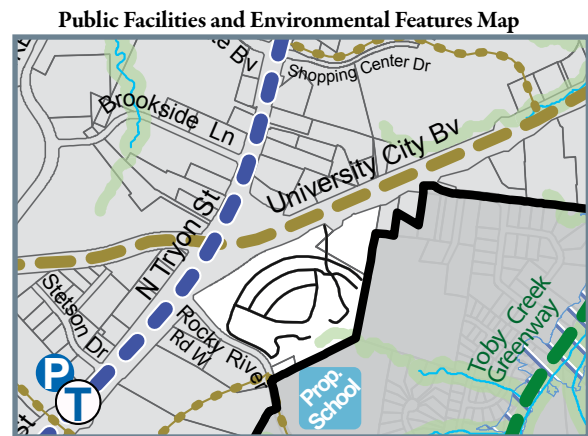 Public Facilities and Environmental Features Map
Shopping Center Dr
Brookside Ln
University City Bv
N Tryon St
Stetson Dr
Rocky River
Rd W
Toby Creek
Greenway
P
T
Prop.
School
St
Bv